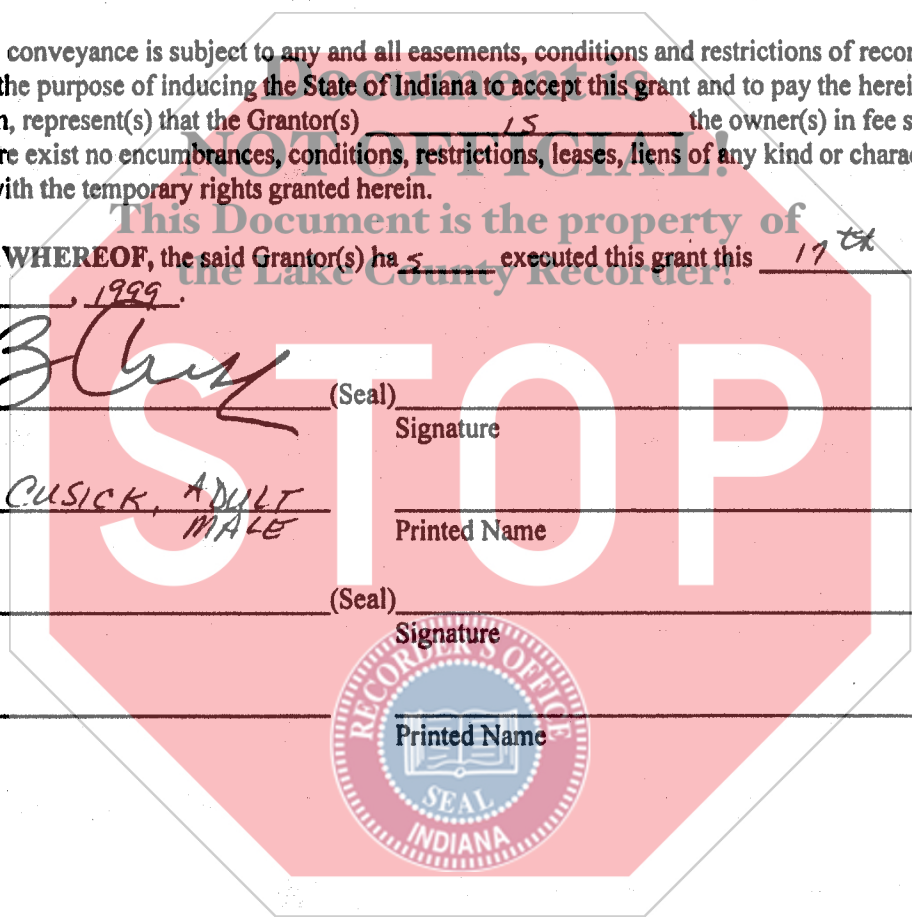 conveyance is subject to any and all easements, conditions and restrictions of recor
the purpose of inducing the State of Indiana to accept this grant and to pay the herei
n, represent(s) that the Grantor(s) is the owner(s) in fee s
re exist no encumbrances, conditions, restrictions, leases, liens of any kind or charac
with the temporary rights granted herein.
WHEREOF, the said Grantor(s) has executed this grant this 17th
, 1999.
(Seal)
Signature
CUSICK, ADULT
MALE
Printed Name
(Seal)
Signature
Printed Name
Document is
NOT OFFICIAL!
This Document is the property of
the Lake County Recorder!
STOP
RECORDER'S OFFICE
SEAL
INDIANA